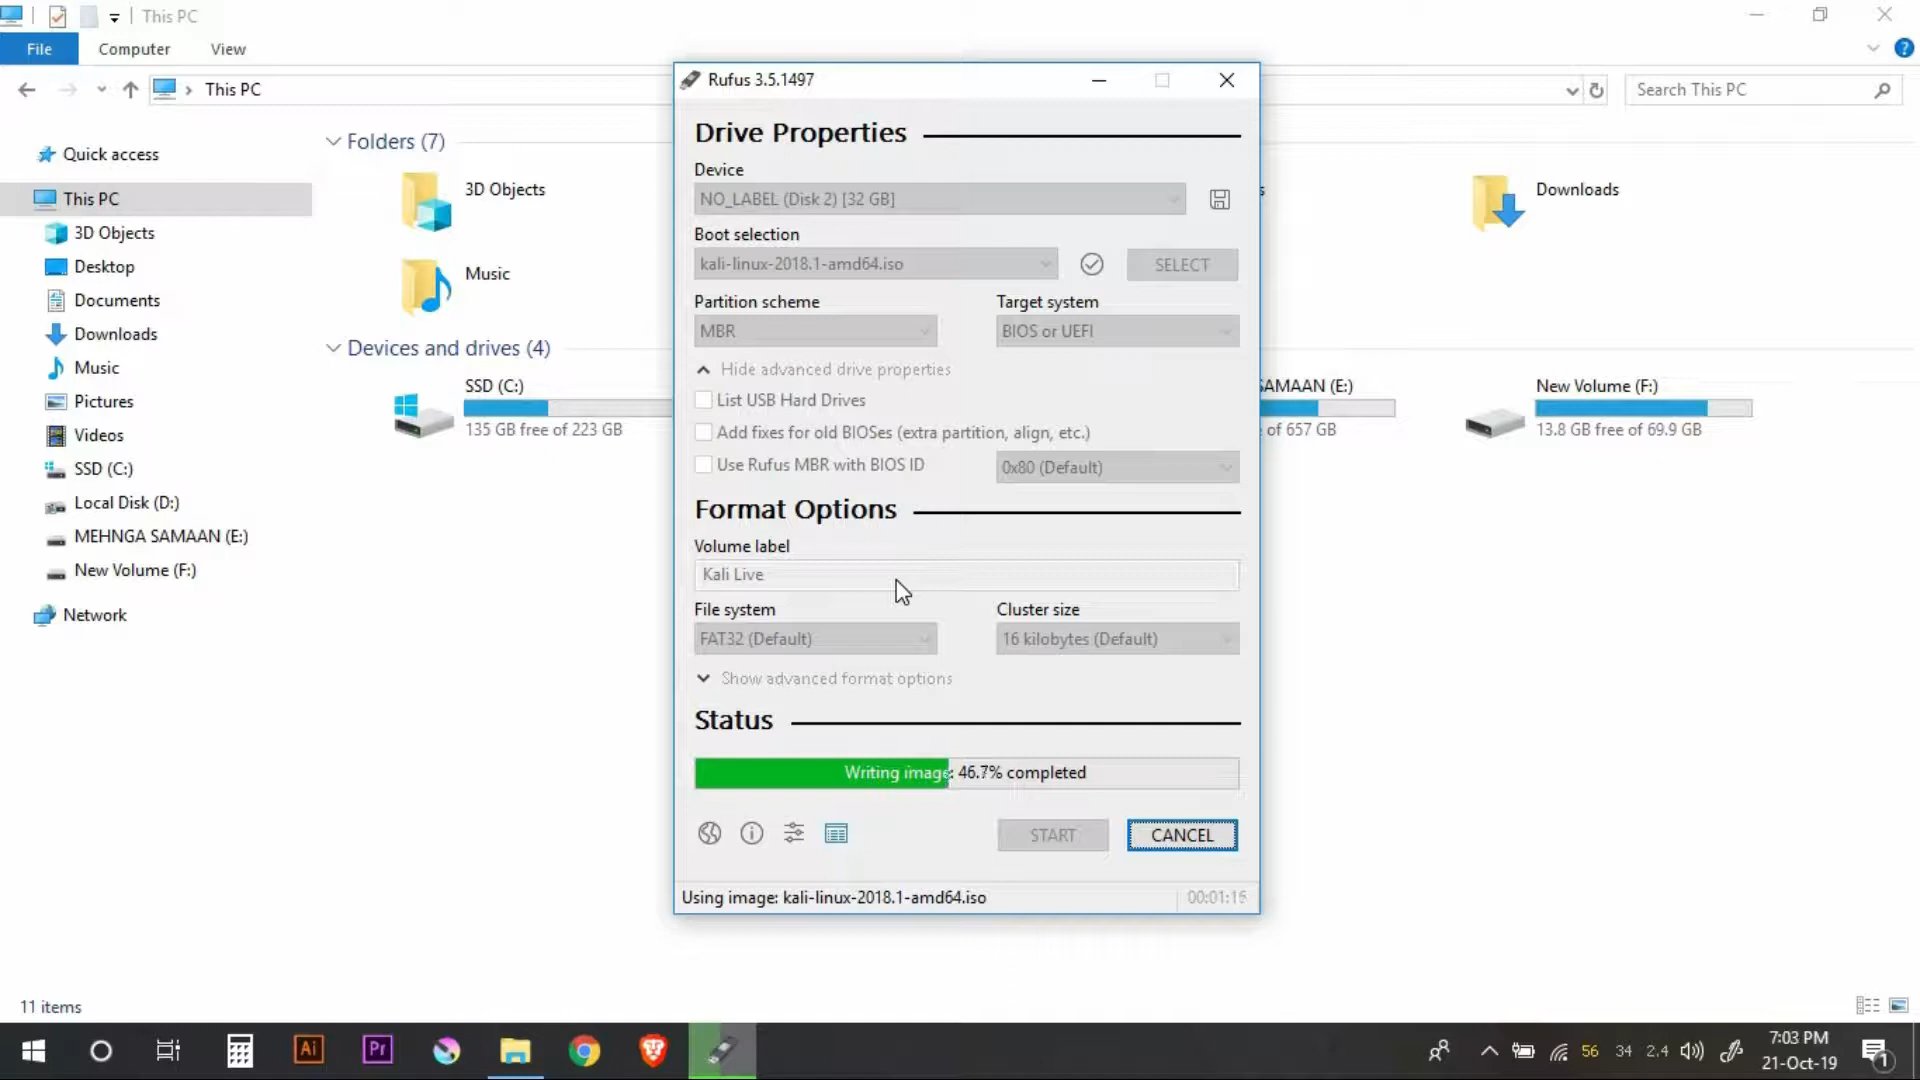 This PC
File
Computer
View
This PC
Search This PC
Quick access
This PC
3D Objects
Desktop
Documents
Downloads
Music
Pictures
Videos
SSD (C:)
Local Disk (D:)
MEHNGA SAMAAN (E:)
New Volume (F:)
Network
Folders (7)
3D Objects
Downloads
Music
Devices and drives (4)
SSD (C:)
135 GB free of 223 GB
SAMAAN (E:)
of 657 GB
New Volume (F:)
13.8 GB free of 69.9 GB
Rufus 3.5.1497
Drive Properties
Device
NO_LABEL (Disk 2) [32 GB]
Boot selection
kali-linux-2018.1-amd64.iso
SELECT
Partition scheme
Target system
MBR
BIOS or UEFI
Hide advanced drive properties
List USB Hard Drives
Add fixes for old BIOSes (extra partition, align, etc.)
Use Rufus MBR with BIOS ID
0x80 (Default)
Format Options
Volume label
Kali Live
File system
Cluster size
FAT32 (Default)
16 kilobytes (Default)
Show advanced format options
Status
Writing image: 46.7% completed
START
CANCEL
Using image: kali-linux-2018.1-amd64.iso
11 items
Ai
Pr
56
34
2.4
7:03 PM
21-Oct-19
1